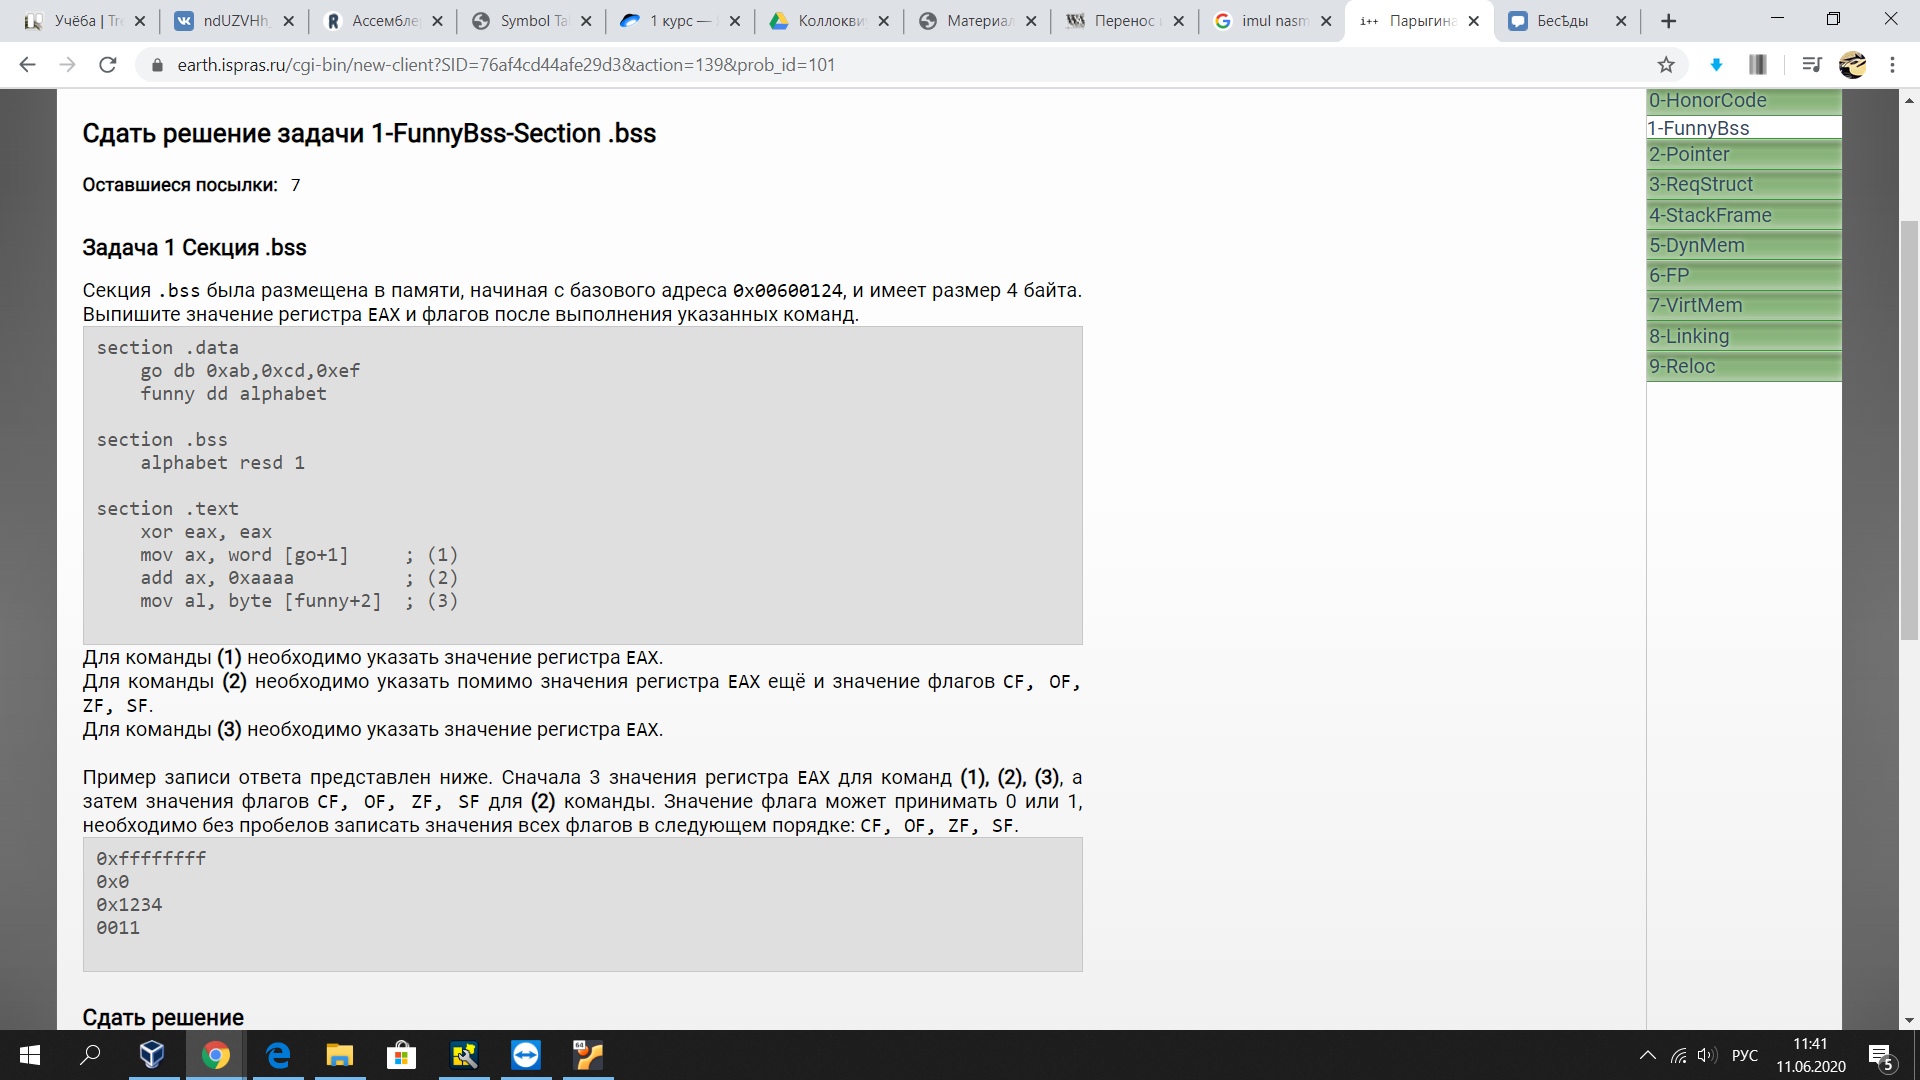 Учёба | Tre
ndUZVHh_
Ассемблер
Symbol Ta
1 курс —
Коллокви
Материал
Перенос
imul nasm
Парыгина
БесѢды
earth.ispras.ru/cgi-bin/new-client?SID=76af4cd44afe29d3&action=139&prob_id=101
Сдать решение задачи 1-FunnyBss-Section .bss
Оставшиеся посылки: 7
Задача 1 Секция .bss
Секция .bss была размещена в памяти, начиная с базового адреса 0x00600124, и имеет размер 4 байта.
Выпишите значение регистра EAX и флагов после выполнения указанных команд.
section .data
go db 0xab,0xcd,0xef
funny dd alphabet
section .bss
alphabet resd 1
section .text
xor eax, eax
mov ax, word [go+1] ; (1)
add ax, 0xaaaa ; (2)
mov al, byte [funny+2] ; (3)
Для команды (1) необходимо указать значение регистра EAX.
Для команды (2) необходимо указать помимо значения регистра EAX ещё и значение флагов CF, OF,
ZF, SF.
Для команды (3) необходимо указать значение регистра EAX.
Пример записи ответа представлен ниже. Сначала 3 значения регистра EAX для команд (1), (2), (3), а
затем значения флагов CF, OF, ZF, SF для (2) команды. Значение флага может принимать 0 или 1,
необходимо без пробелов записать значения всех флагов в следующем порядке: CF, OF, ZF, SF.
0xffffffff
0x0
0x1234
0011
Сдать решение
0-HonorCode
1-FunnyBss
2-Pointer
3-ReqStruct
4-StackFrame
5-DynMem
6-FP
7-VirtMem
8-Linking
9-Reloc
РУС
11:41
11.06.2020
5